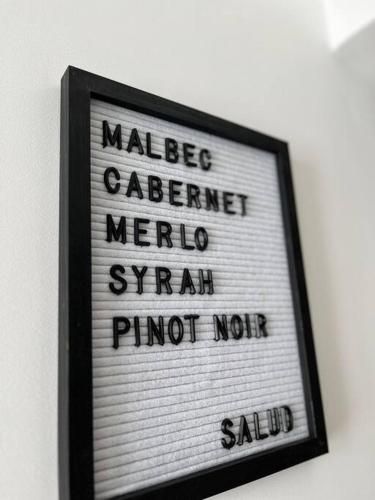 MALBEC
CABERNET
MERLO
SYRAH
PINOT NOIR
SALUD